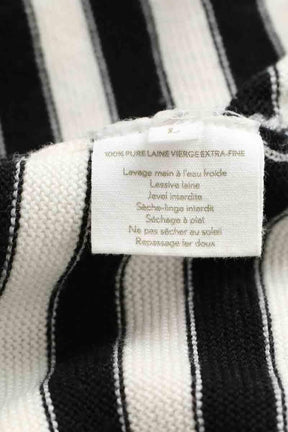 100% PURE LAINE VIERGE EXTRA-FINE
Lavage main à l'eau froide
Lessive laine
Javel interdite
Sèche-linge interdit
Séchage à plat
Ne pas sécher au soleil
Repassage fer doux